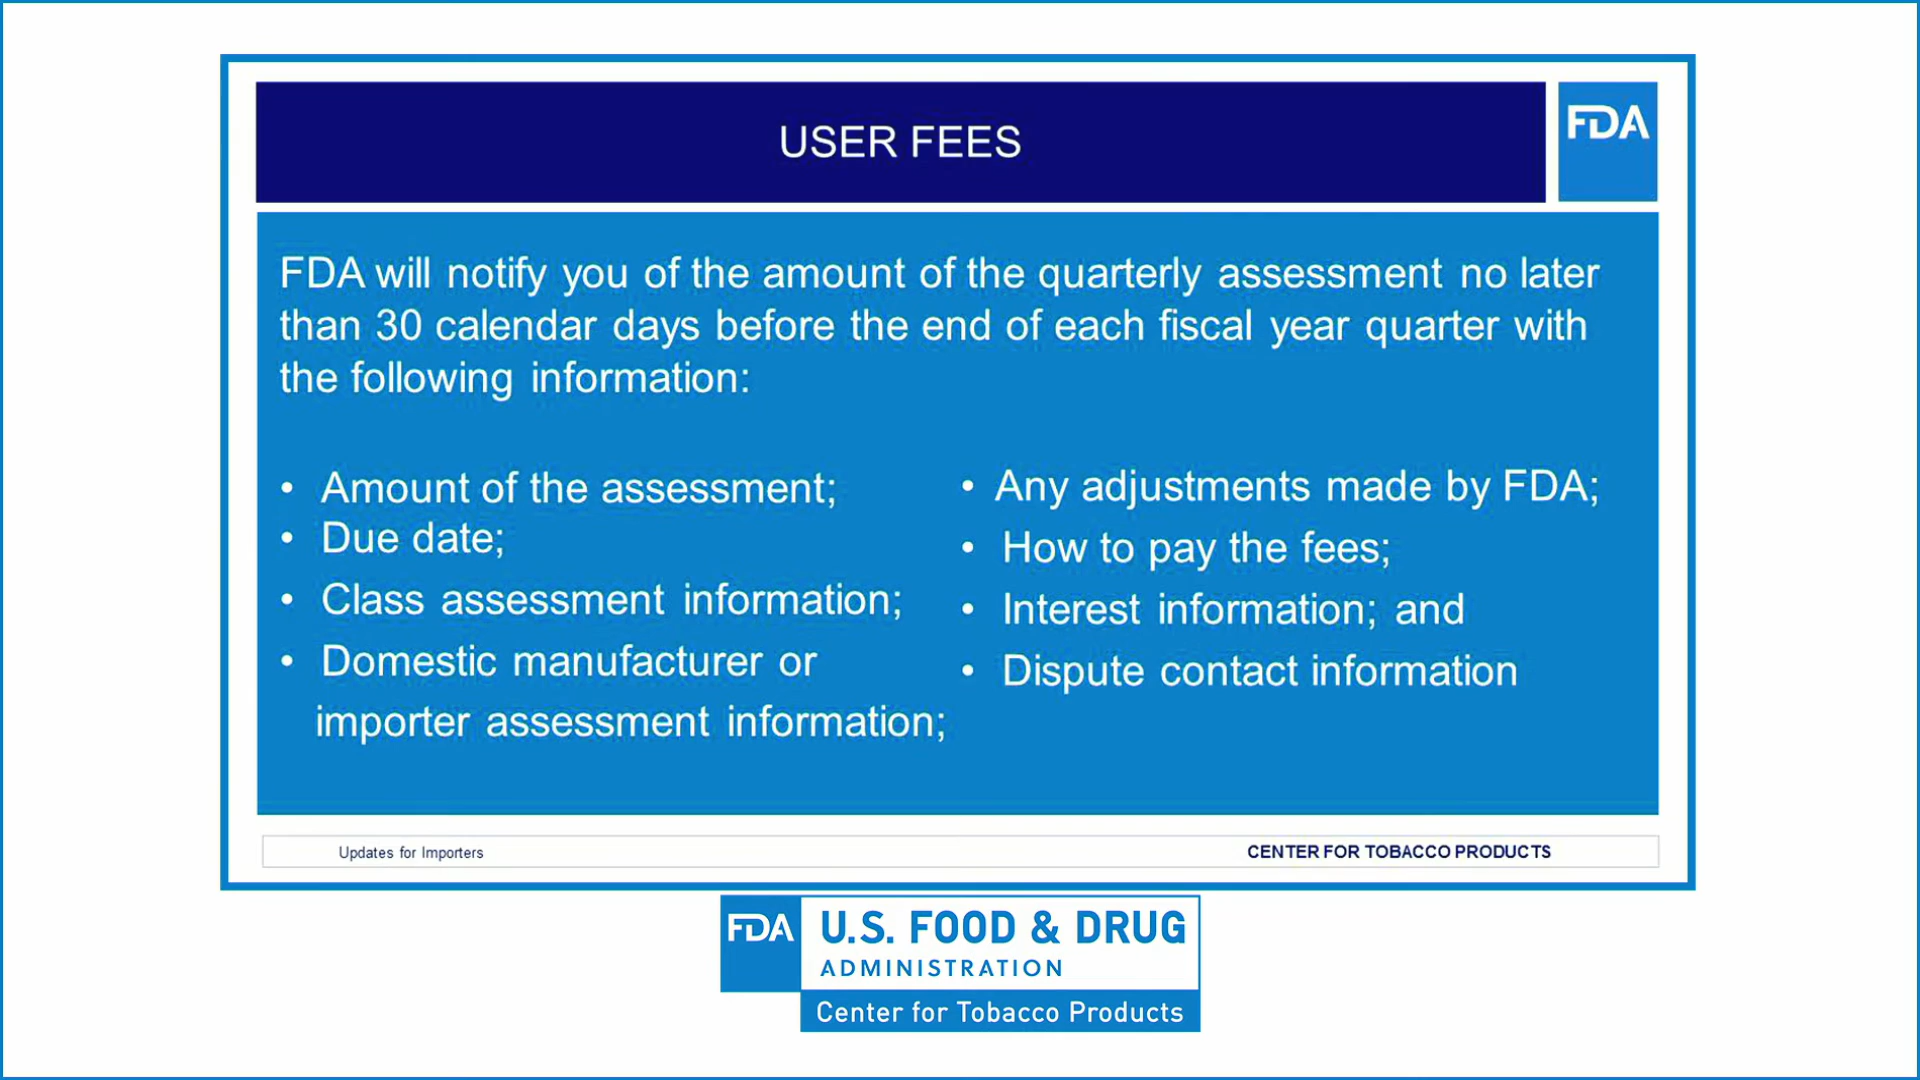 USER FEES
FDA
FDA will notify you of the amount of the quarterly assessment no later
than 30 calendar days before the end of each fiscal year quarter with
the following information:
• Amount of the assessment;
• Due date;
• Class assessment information;
• Domestic manufacturer or
importer assessment information;
• Any adjustments made by FDA;
• How to pay the fees;
• Interest information; and
• Dispute contact information
Updates for Importers
CENTER FOR TOBACCO PRODUCTS
FDA
U.S. FOOD & DRUG
ADMINISTRATION
Center for Tobacco Products